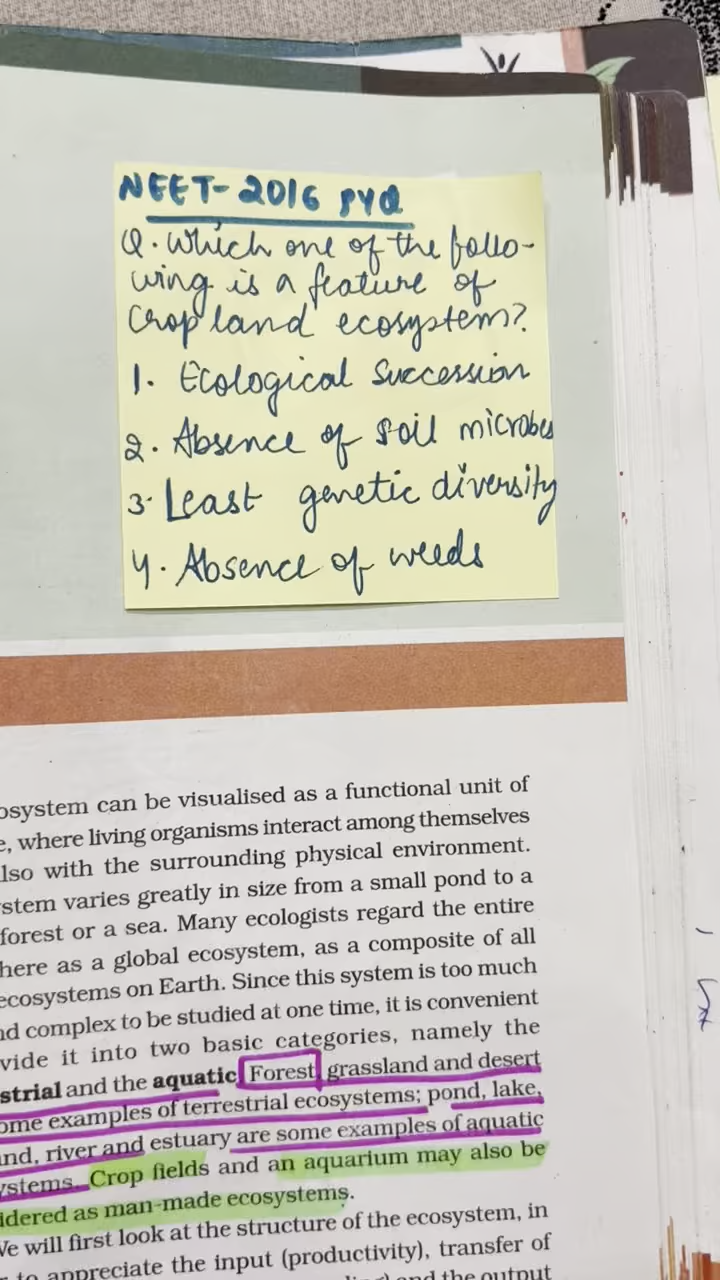 NEET-2016 PYQ
Q. Which one of the follo-
wing is a feature of
Crop land ecosystem?
1. Ecological Succession
2. Absence of soil microbes
3. Least genetic diversity
4. Absence of weeds
osystem can be visualised as a functional unit of
e, where living organisms interact among themselves
lso with the surrounding physical environment.
stem varies greatly in size from a small pond to a
forest or a sea. Many ecologists regard the entire
here as a global ecosystem, as a composite of all
ecosystems on Earth. Since this system is too much
nd complex to be studied at one time, it is convenient
vide it into two basic categories, namely the
strial and the aquatic. Forest, grassland and desert
ome examples of terrestrial ecosystems; pond, lake,
nd, river and estuary are some examples of aquatic
ystems. Crop fields and an aquarium may also be
idered as man-made ecosystems.
We will first look at the structure of the ecosystem, in
to appreciate the input (productivity), transfer of
and the output